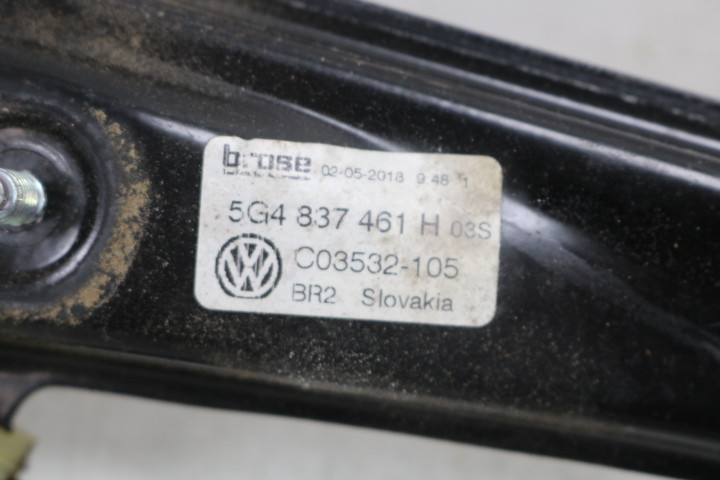 brose 02-05-2018 9 48 1
5G4 837 461 H 03S
C03532-105
BR2 Slovakia